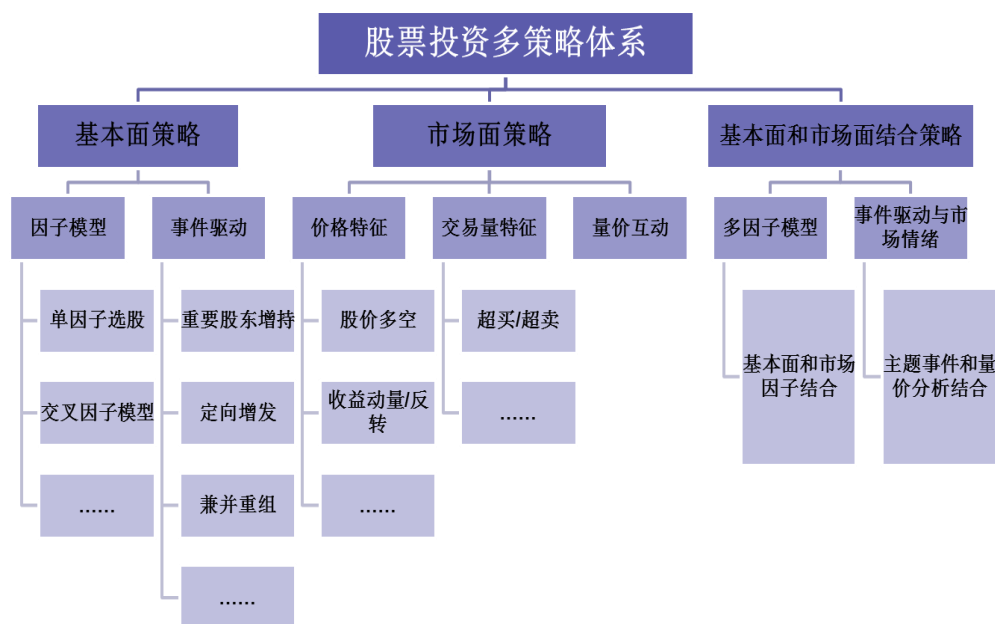 股票投资多策略体系
基本面策略
市场面策略
基本面和市场面结合策略
因子模型
事件驱动
价格特征
交易量特征
量价互动
多因子模型
事件驱动与市
场情绪
单因子选股
重要股东增持
股价多空
超买/超卖
基本面和市场
因子结合
主题事件和量
价分析结合
交叉因子模型
定向增发
收益动量/反
转
......
......
兼并重组
......
......